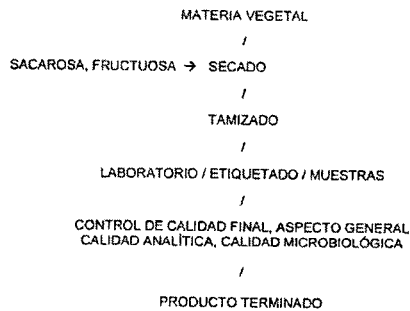 MATERIA VEGETAL
/
SACAROSA, FRUCTUOSA → SECADO
/
TAMIZADO
/
LABORATORIO / ETIQUETADO / MUESTRAS
/
CONTROL DE CALIDAD FINAL, ASPECTO GENERAL
CALIDAD ANALÍTICA, CALIDAD MICROBIOLÓGICA
/
PRODUCTO TERMINADO